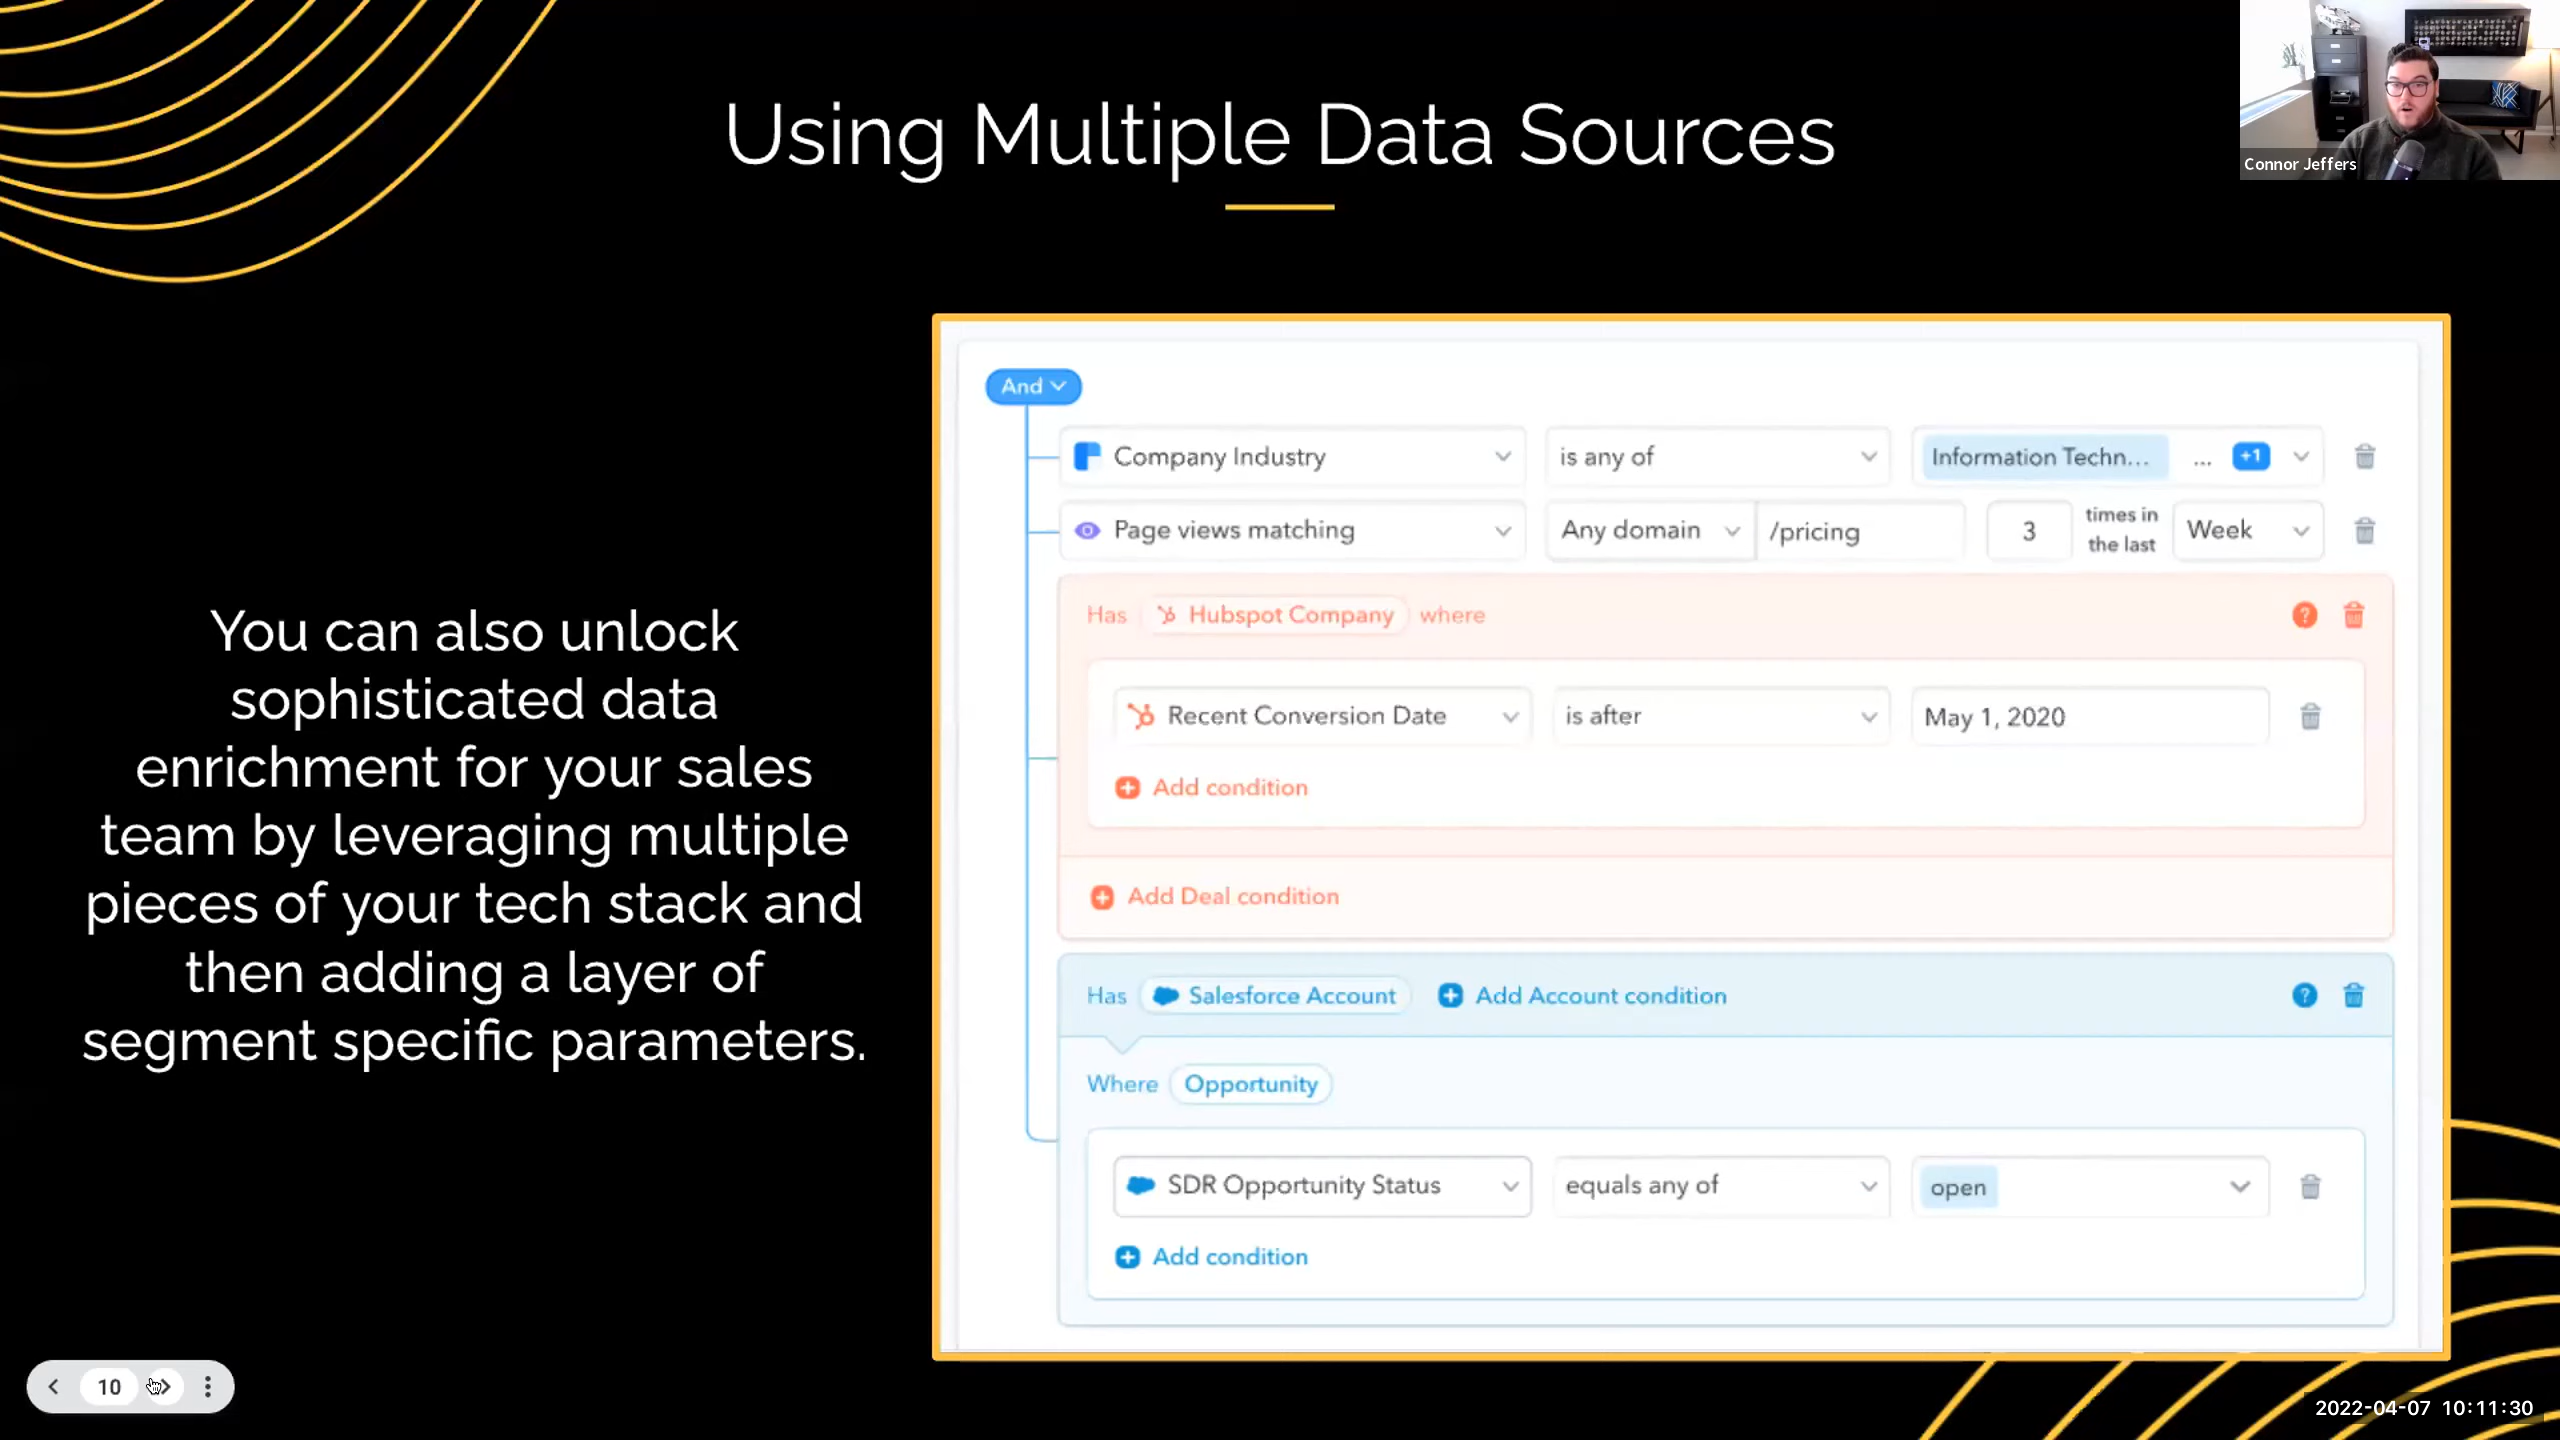 Using Multiple Data Sources
Connor Jeffers
You can also unlock
sophisticated data
enrichment for your sales
team by leveraging multiple
pieces of your tech stack and
then adding a layer of
segment specific parameters.
And
Company Industry is any of Information Techn... ... +1
Page views matching Any domain /pricing 3 times in the last Week
Has Hubspot Company where ?
Recent Conversion Date is after May 1, 2020
Add condition
Add Deal condition
Has Salesforce Account Add Account condition ?
Where Opportunity
SDR Opportunity Status equals any of open
Add condition
10
2022-04-07 10:11:30